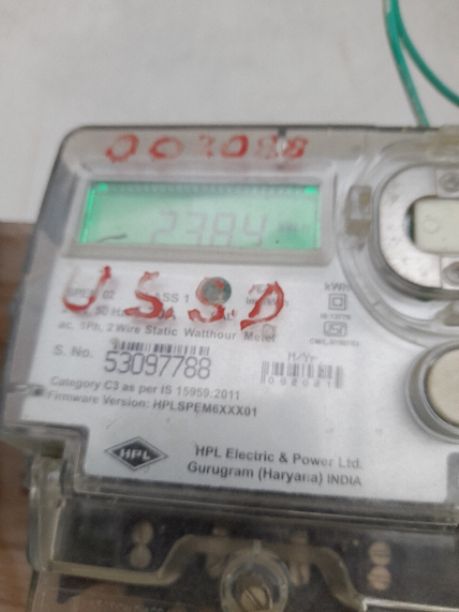 2384
U.S.S.D
ac, 1Ph, 2 Wire Static Watthour Meter
S. No. 53097788
M/Yr
Category C3 as per IS 15959:2011
Firmware Version: HPLSPEM6XXX01
HPL
HPL Electric & Power Ltd.
Gurugram (Haryana) INDIA